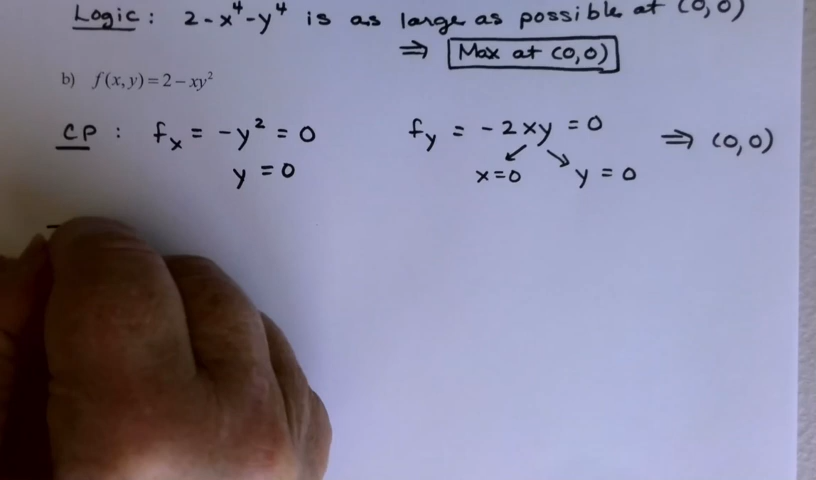 Logic: 2 - x⁴ - y⁴ is as large as possible at (0,0)
⇒ Max at (0,0)
b) f(x, y) = 2 − xy²
CP : fₓ = -y² = 0 f_y = -2xy = 0 ⇒ (0,0)
y = 0 x=0 y = 0